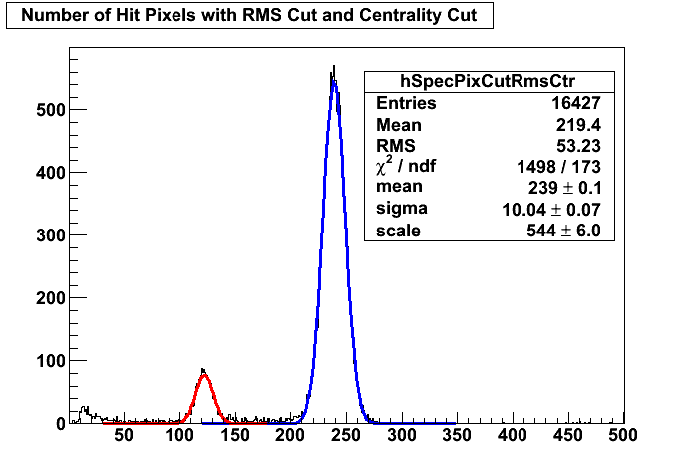 Number of Hit Pixels with RMS Cut and Centrality Cut
hSpecPixCutRmsCtr
Entries 16427
Mean 219.4
RMS 53.23
χ² / ndf 1498 / 173
mean 239 ± 0.1
sigma 10.04 ± 0.07
scale 544 ± 6.0
500
400
300
200
100
0
50 100 150 200 250 300 350 400 450 500